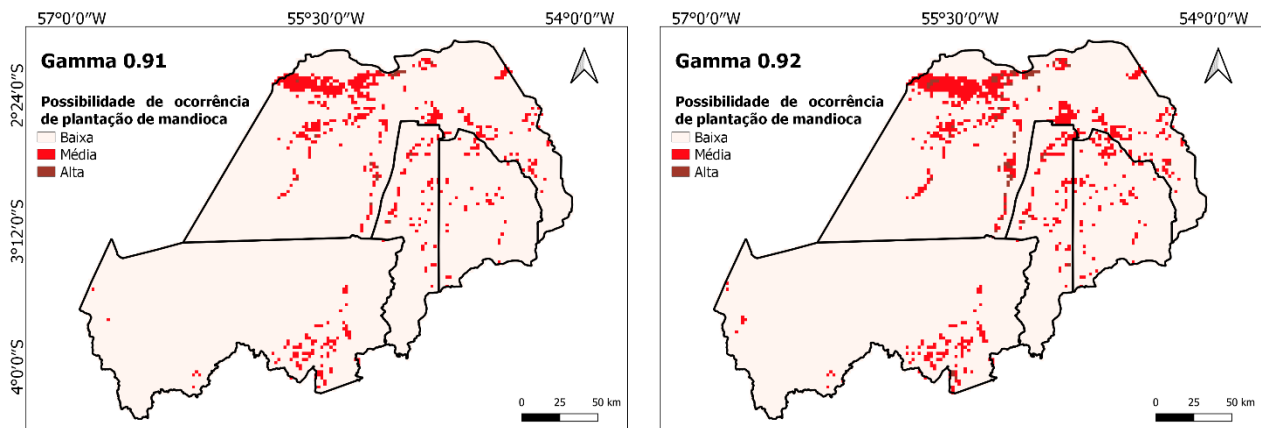 57°0'0"W 55°30'0"W 54°0'0"W
Gamma 0.91
Possibilidade de ocorrência
de plantação de mandioca
Baixa
Média
Alta
2°24'0"S
3°12'0"S
4°0'0"S
0 25 50 km
57°0'0"W 55°30'0"W 54°0'0"W
Gamma 0.92
Possibilidade de ocorrência
de plantação de mandioca
Baixa
Média
Alta
0 25 50 km